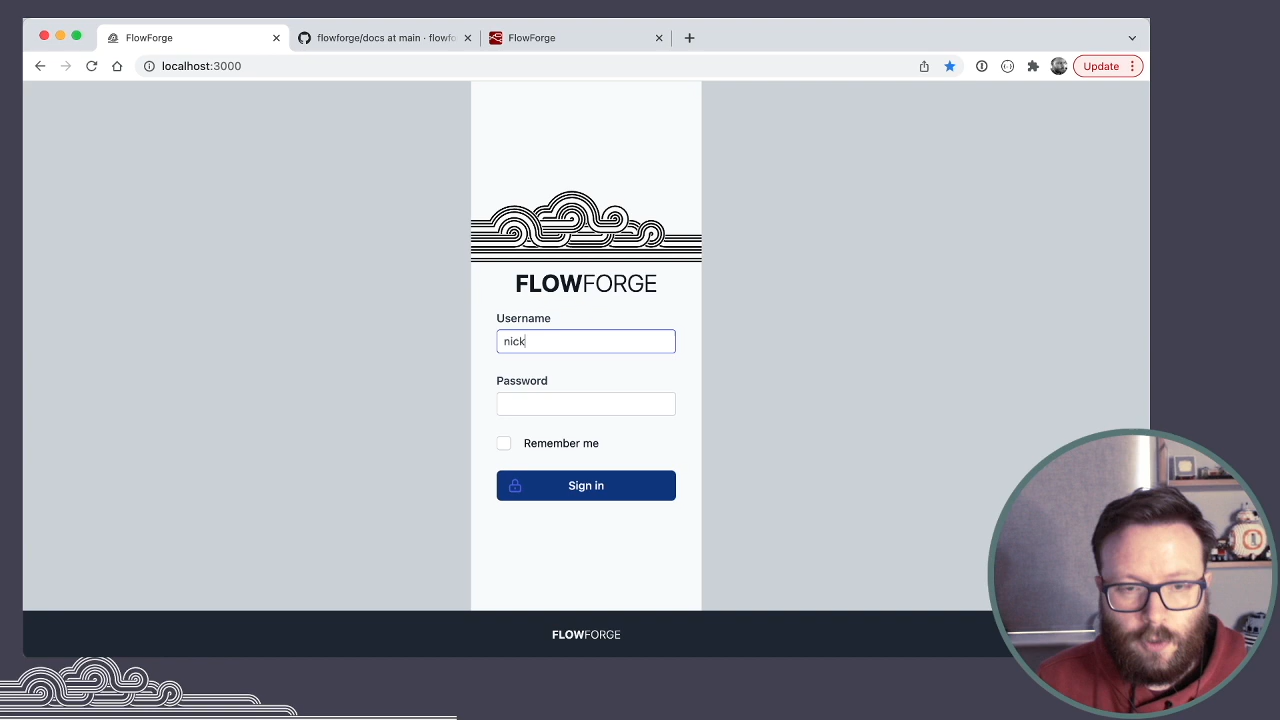 FlowForge
flowforge/docs at main · flowfo
FlowForge
localhost:3000
Update
FLOWFORGE
Username
nick
Password
Remember me
Sign in
FLOWFORGE